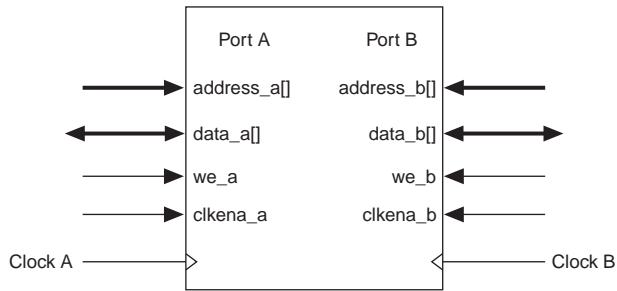 Port A Port B
address_a[] address_b[]
data_a[] data_b[]
we_a we_b
clkena_a clkena_b
Clock A Clock B